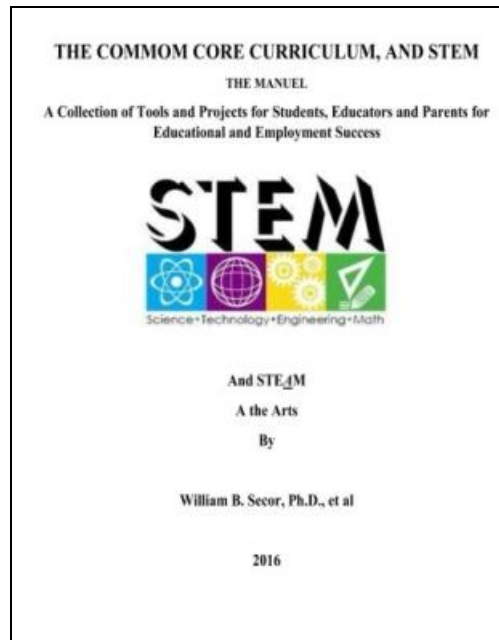 THE COMMOM CORE CURRICULUM, AND STEM
THE MANUEL
A Collection of Tools and Projects for Students, Educators and Parents for
Educational and Employment Success
STEM
Science•Technology•Engineering•Math
And STEAM
A the Arts
By
William B. Secor, Ph.D., et al
2016